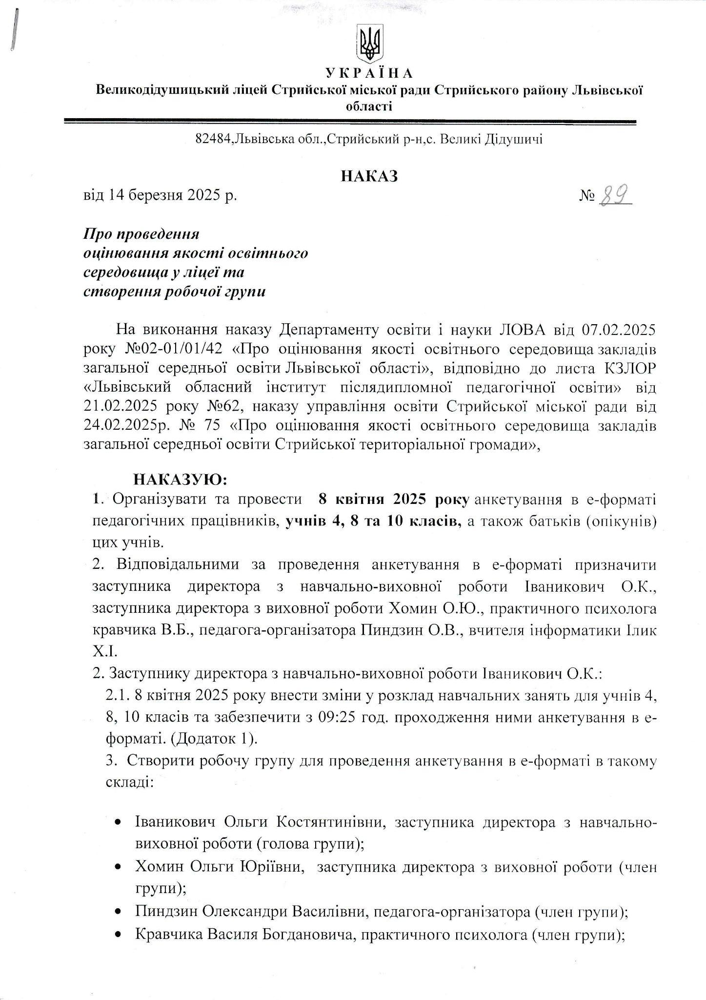 У К Р А Ї Н А
Великодідушицький ліцей Стрийської міської ради Стрийського району Львівської
області
82484,Львівська обл.,Стрийський р-н,с. Великі Дідушичі
НАКАЗ
від 14 березня 2025 р. № 89
Про проведення
оцінювання якості освітнього
середовища у ліцеї та
створення робочої групи
На виконання наказу Департаменту освіти і науки ЛОВА від 07.02.2025
року №02-01/01/42 «Про оцінювання якості освітнього середовища закладів
загальної середньої освіти Львівської області», відповідно до листа КЗЛОР
«Львівський обласний інститут післядипломної педагогічної освіти» від
21.02.2025 року №62, наказу управління освіти Стрийської міської ради від
24.02.2025р. № 75 «Про оцінювання якості освітнього середовища закладів
загальної середньої освіти Стрийської територіальної громади»,
НАКАЗУЮ:
1. Організувати та провести 8 квітня 2025 року анкетування в е-форматі
педагогічних працівників, учнів 4, 8 та 10 класів, а також батьків (опікунів)
цих учнів.
2. Відповідальними за проведення анкетування в е-форматі призначити
заступника директора з навчально-виховної роботи Іваникович О.К.,
заступника директора з виховної роботи Хомин О.Ю., практичного психолога
кравчика В.Б., педагога-організатора Пиндзин О.В., вчителя інформатики Ілик
Х.І.
2. Заступнику директора з навчально-виховної роботи Іваникович О.К.:
2.1. 8 квітня 2025 року внести зміни у розклад навчальних занять для учнів 4,
8, 10 класів та забезпечити з 09:25 год. проходження ними анкетування в е-
форматі. (Додаток 1).
3. Створити робочу групу для проведення анкетування в е-форматі в такому
складі:
• Іваникович Ольги Костянтинівни, заступника директора з навчально-
виховної роботи (голова групи);
• Хомин Ольги Юріївни, заступника директора з виховної роботи (член
групи);
• Пиндзин Олександри Василівни, педагога-організатора (член групи);
• Кравчика Василя Богдановича, практичного психолога (член групи);